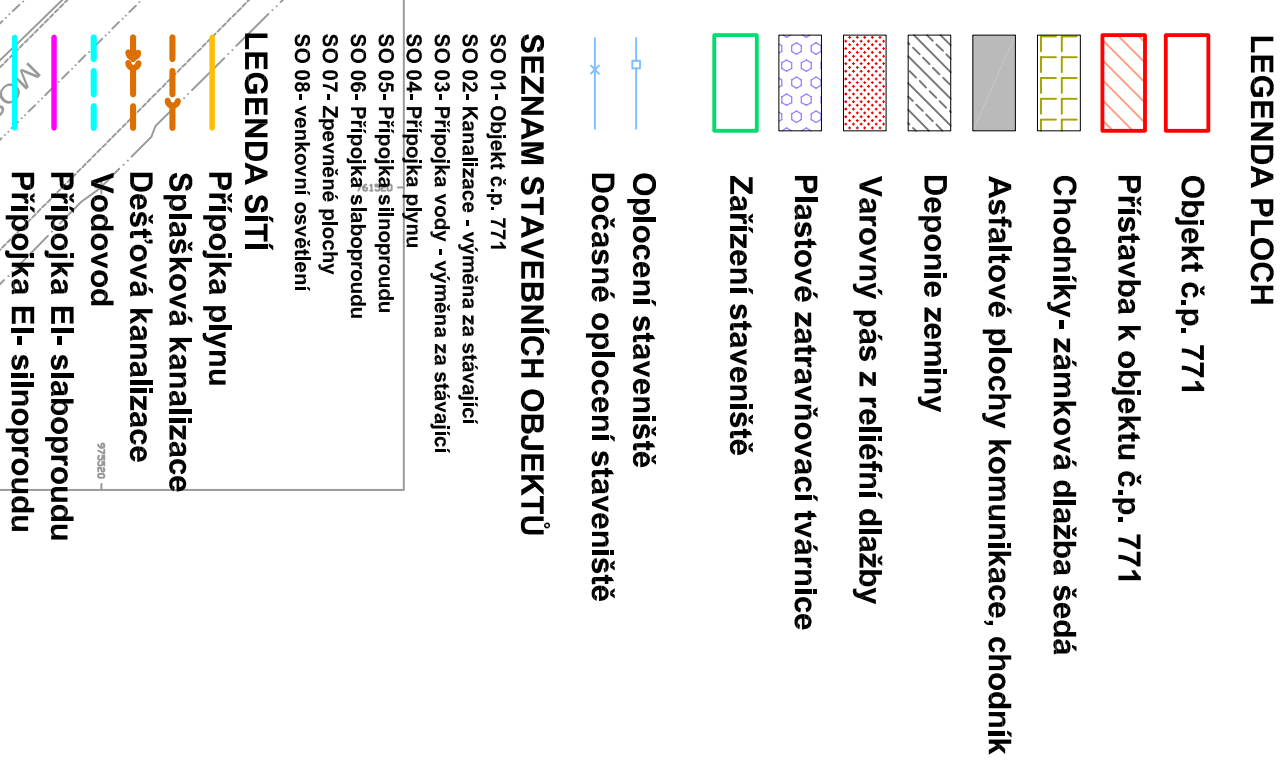 LEGENDA PLOCH
Objekt č.p. 771
Přístavba k objektu č.p. 771
Chodníky- zámková dlažba šedá
Asfaltové plochy komunikace, chodník
Deponie zeminy
Varovný pás z reliéfní dlažby
Plastové zatravňovací tvárnice
Zařízení staveniště
Oplocení staveniště
Dočasné oplocení staveniště
SEZNAM STAVEBNÍCH OBJEKTŮ
SO 01- Objekt č.p. 771
SO 02- Kanalizace - výměna za stávající
SO 03- Přípojka vody - výměna za stávající
SO 04- Přípojka plynu
SO 05- Přípojka silnoproudu
SO 06- Přípojka slaboproudu
SO 07- Zpevněné plochy
SO 08- venkovní osvětlení
LEGENDA SÍTÍ
Přípojka plynu
Splašková kanalizace
Dešťová kanalizace
Vodovod
Přípojka El- slaboproudu
Přípojka El- silnoproudu
761520
975520